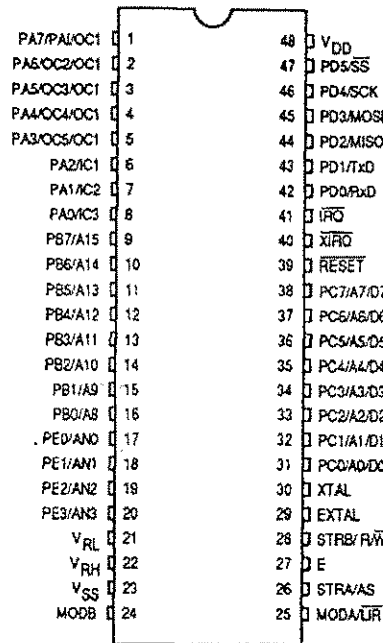 PA7/PAI/OC1 1
PA6/OC2/OC1 2
PA5/OC3/OC1 3
PA4/OC4/OC1 4
PA3/OC5/OC1 5
PA2/IC1 6
PA1/IC2 7
PA0/IC3 8
PB7/A15 9
PB6/A14 10
PB5/A13 11
PB4/A12 12
PB3/A11 13
PB2/A10 14
PB1/A9 15
PB0/A8 16
PE0/AN0 17
PE1/AN1 18
PE2/AN2 19
PE3/AN3 20
VRL 21
VRH 22
VSS 23
MODB 24
48 VDD
47 PD5/SS
46 PD4/SCK
45 PD3/MOSI
44 PD2/MISO
43 PD1/TxD
42 PD0/RxD
41 IRQ
40 XIRQ
39 RESET
38 PC7/A7/D7
37 PC6/A6/D6
36 PC5/A5/D5
35 PC4/A4/D4
34 PC3/A3/D3
33 PC2/A2/D2
32 PC1/A1/D1
31 PC0/A0/D0
30 XTAL
29 EXTAL
28 STRB/R/W
27 E
26 STRA/AS
25 MODA/LIR